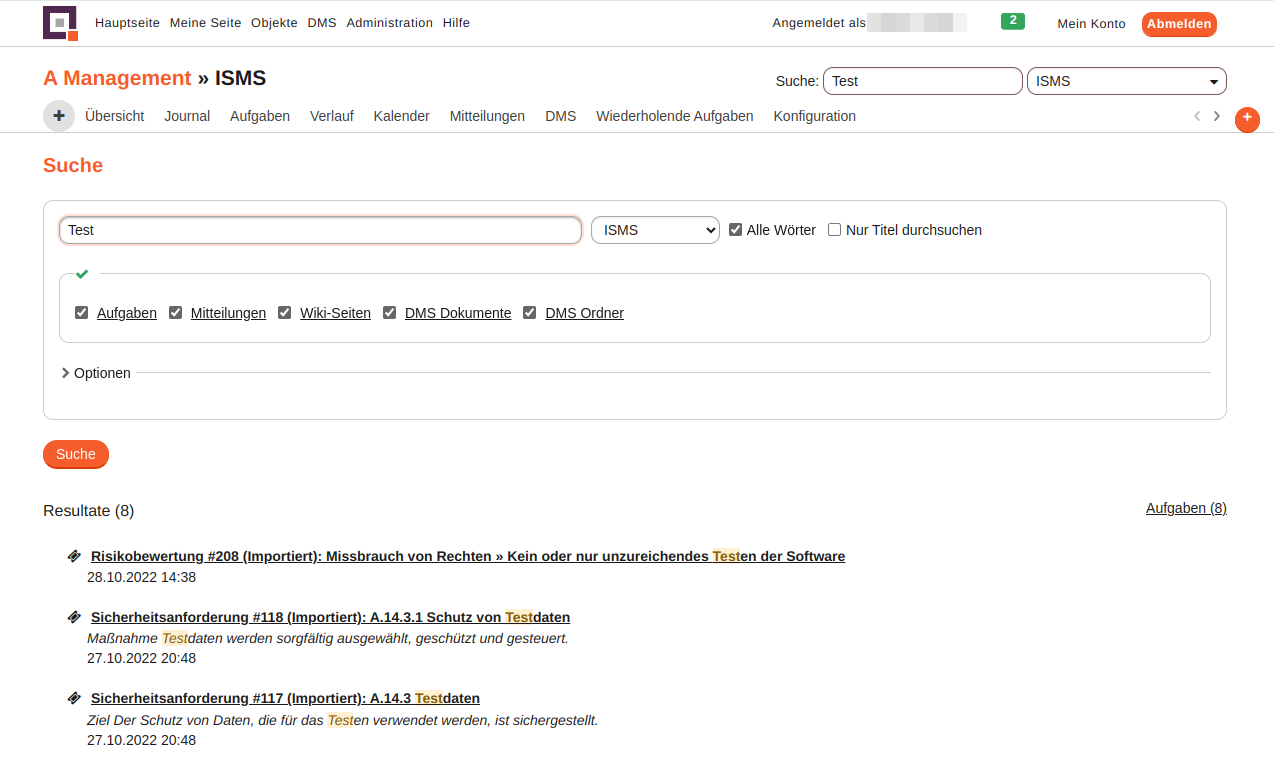 Hauptseite Meine Seite Objekte DMS Administration Hilfe Angemeldet als 2 Mein Konto Abmelden
A Management » ISMS Suche: Test ISMS
+ Übersicht Journal Aufgaben Verlauf Kalender Mitteilungen DMS Wiederholende Aufgaben Konfiguration +
Suche
Test ISMS Alle Wörter Nur Titel durchsuchen
Aufgaben Mitteilungen Wiki-Seiten DMS Dokumente DMS Ordner
Optionen
Suche
Resultate (8) Aufgaben (8)
Risikobewertung #208 (Importiert): Missbrauch von Rechten » Kein oder nur unzureichendes Testen der Software
28.10.2022 14:38
Sicherheitsanforderung #118 (Importiert): A.14.3.1 Schutz von Testdaten
Maßnahme Testdaten werden sorgfältig ausgewählt, geschützt und gesteuert.
27.10.2022 20:48
Sicherheitsanforderung #117 (Importiert): A.14.3 Testdaten
Ziel Der Schutz von Daten, die für das Testen verwendet werden, ist sichergestellt.
27.10.2022 20:48